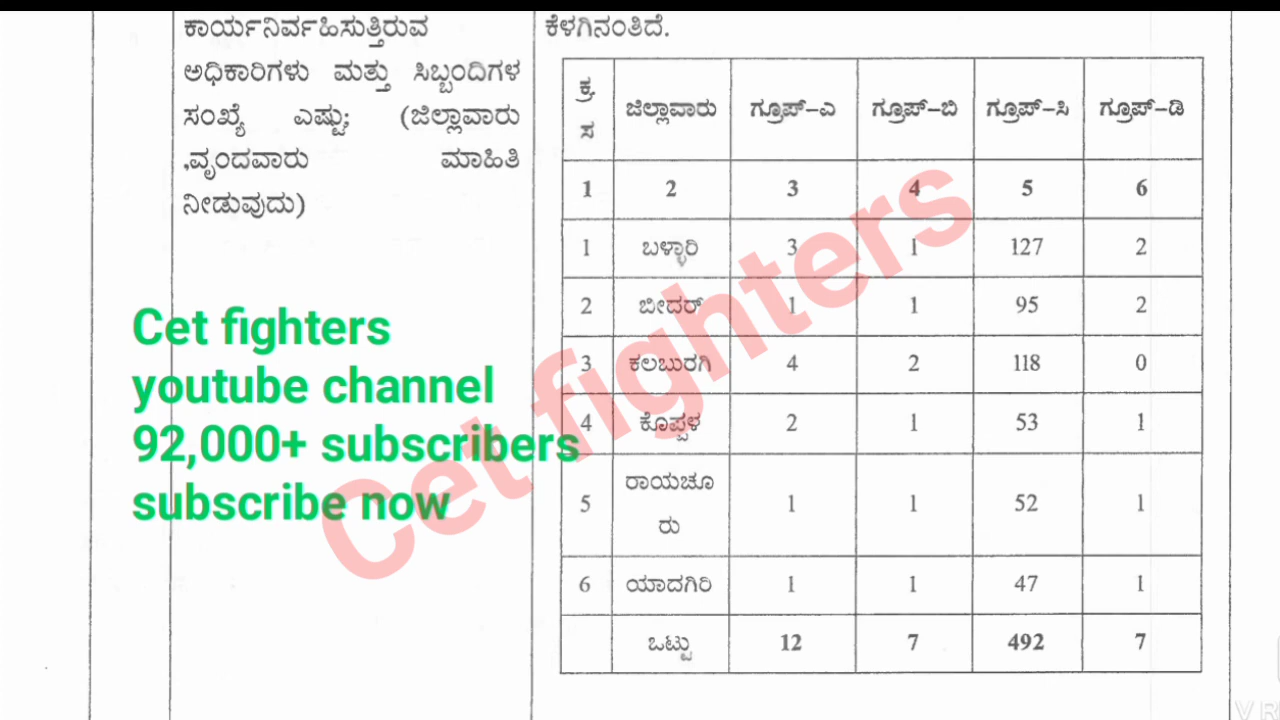 ಕಾರ್ಯನಿರ್ವಹಿಸುತ್ತಿರುವ
ಅಧಿಕಾರಿಗಳು ಮತ್ತು ಸಿಬ್ಬಂದಿಗಳ
ಸಂಖ್ಯೆ ಎಷ್ಟು; (ಜಿಲ್ಲಾವಾರು
,ವೃಂದವಾರು ಮಾಹಿತಿ
ನೀಡುವುದು)
ಕೆಳಗಿನಂತಿದೆ.
ಕ್ರ ಸ ಜಿಲ್ಲಾವಾರು ಗ್ರೂಪ್–ಎ ಗ್ರೂಪ್–ಬಿ ಗ್ರೂಪ್–ಸಿ ಗ್ರೂಪ್–ಡಿ
1 2 3 4 5 6
1 ಬಳ್ಳಾರಿ 3 1 127 2
2 ಬೀದರ್ 1 1 95 2
3 ಕಲಬುರಗಿ 4 2 118 0
4 ಕೊಪ್ಪಳ 2 1 53 1
5 ರಾಯಚೂರು 1 1 52 1
6 ಯಾದಗಿರಿ 1 1 47 1
ಒಟ್ಟು 12 7 492 7
Cet fighters
youtube channel
92,000+ subscribers
subscribe now
Cet fighters